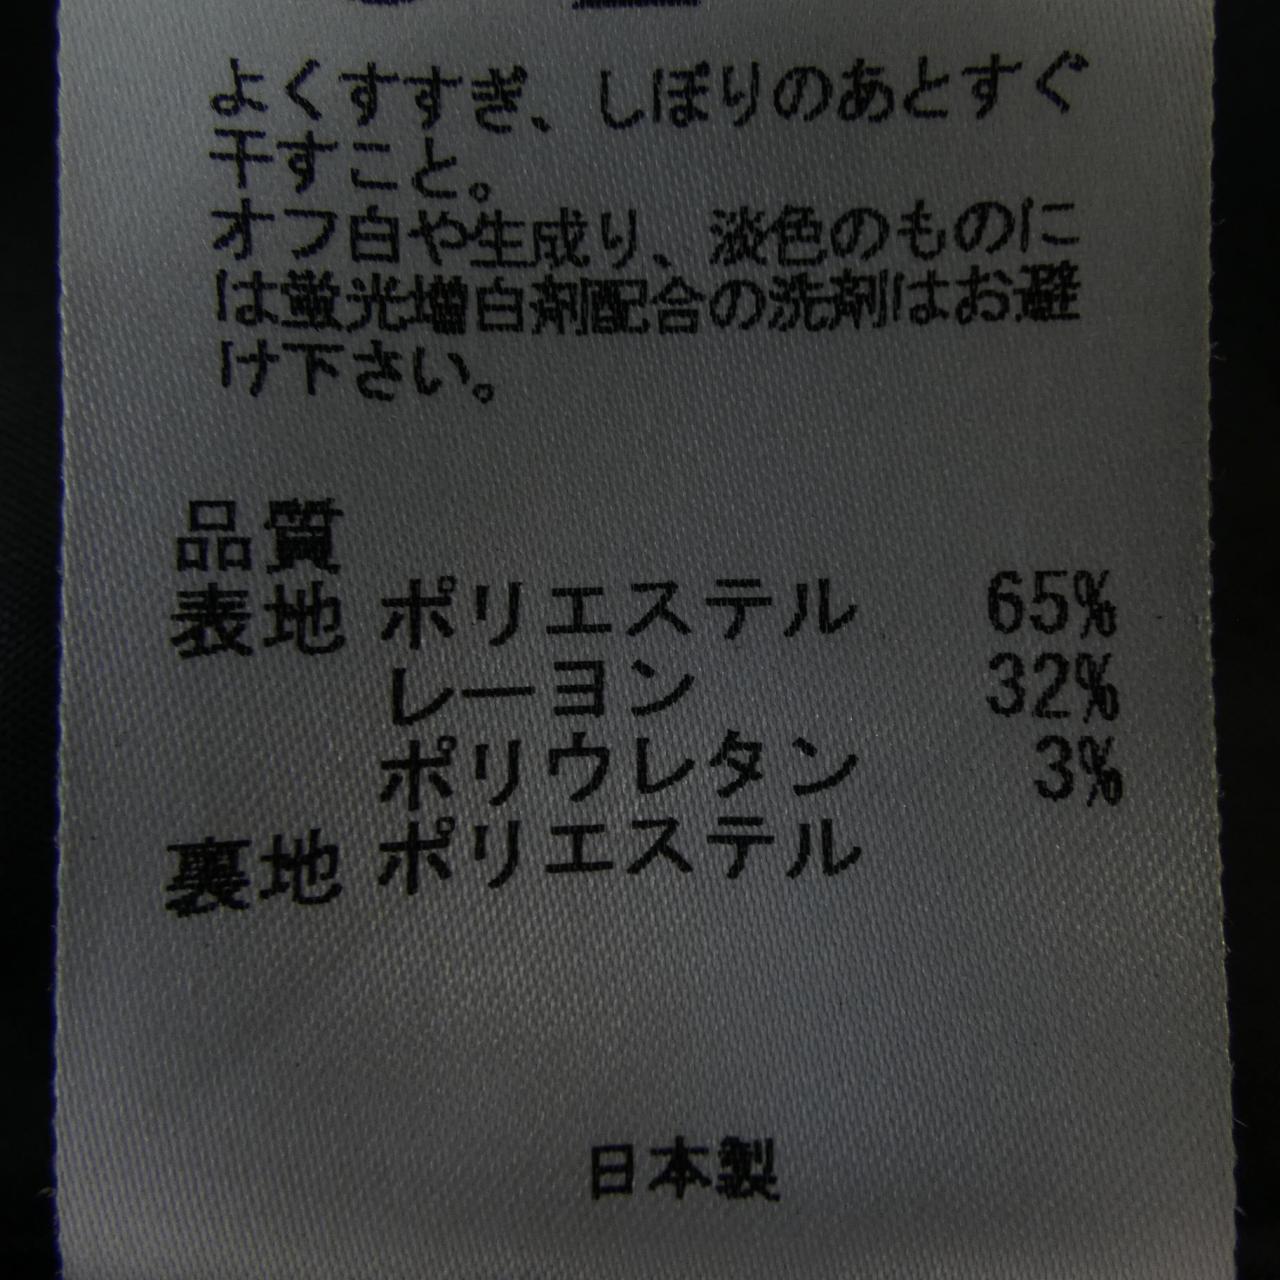 よくすすぎ、しぼりのあとすぐ
干すこと。
オフ白や生成り、淡色のものに
は蛍光増白剤配合の洗剤はお避
け下さい。
品質
表地 ポリエステル 65%
レーヨン 32%
ポリウレタン 3%
裏地 ポリエステル
日本製